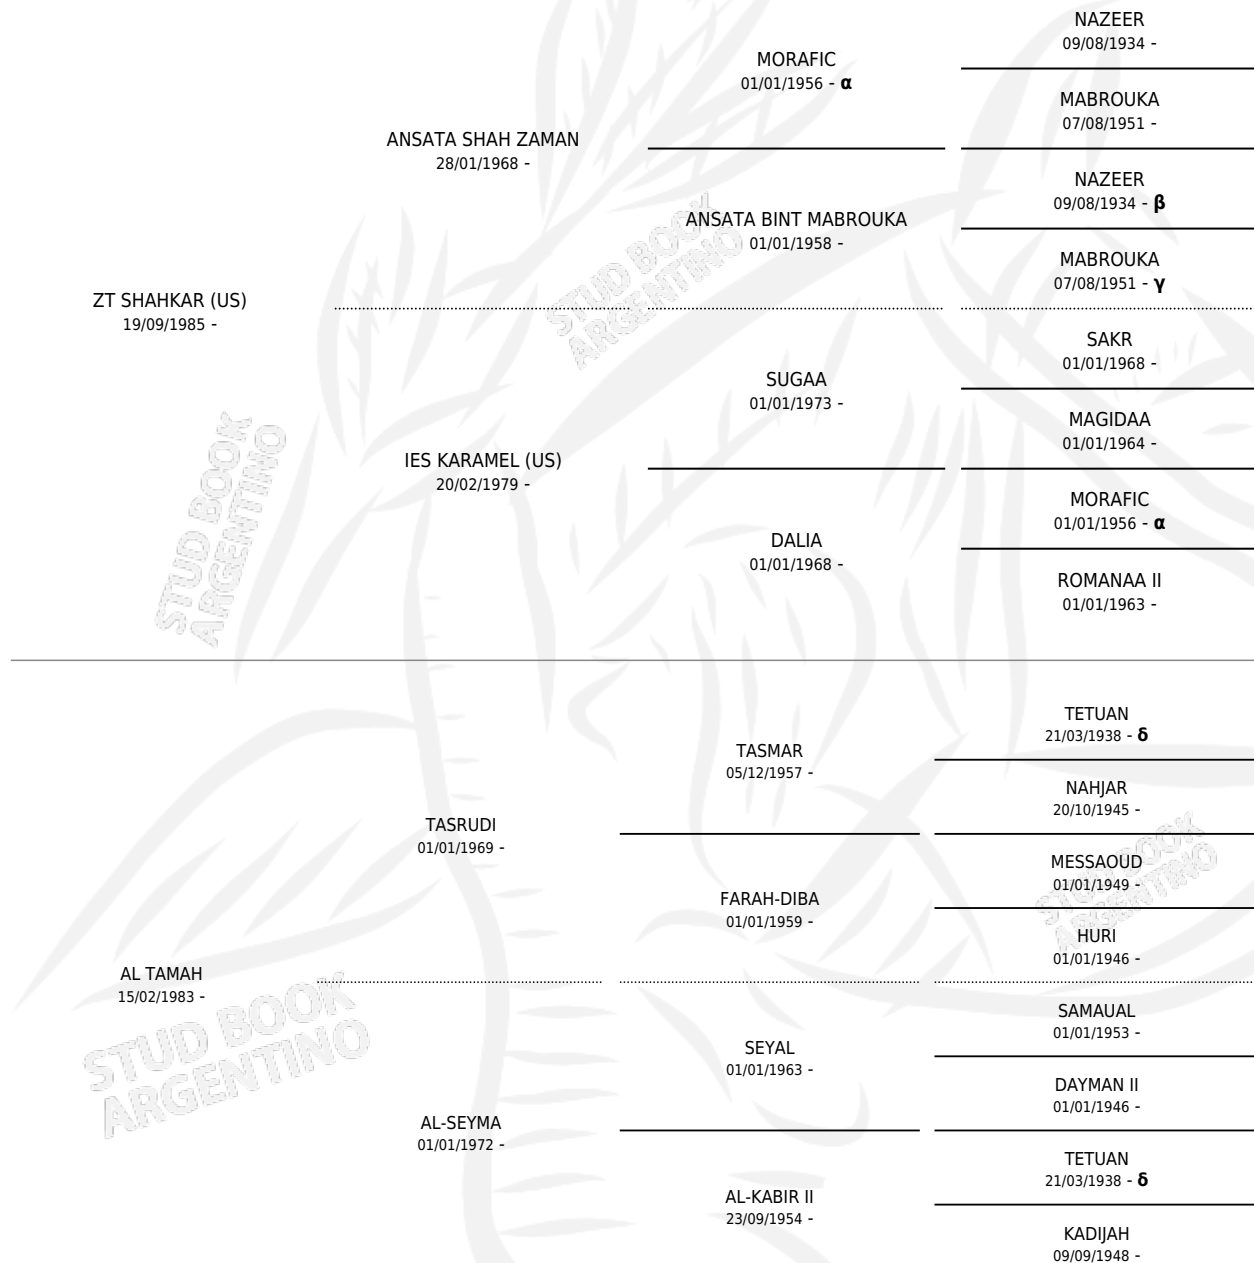 NAZEER
09/08/1934 -
MORAFIC
01/01/1956 - α
MABROUKA
07/08/1951 -
ANSATA SHAH ZAMAN
28/01/1968 -
NAZEER
09/08/1934 - β
ANSATA BINT MABROUKA
01/01/1958 -
MABROUKA
07/08/1951 - γ
ZT SHAHKAR (US)
19/09/1985 -
SAKR
01/01/1968 -
SUGAA
01/01/1973 -
MAGIDAA
01/01/1964 -
IES KARAMEL (US)
20/02/1979 -
MORAFIC
01/01/1956 - α
DALIA
01/01/1968 -
ROMANAA II
01/01/1963 -
STUD BOOK
ARGENTINO
STUD BOOK
ARGENTINO
TETUAN
21/03/1938 - δ
TASMAR
05/12/1957 -
NAHJAR
20/10/1945 -
TASRUDI
01/01/1969 -
MESSAOUD
01/01/1949 -
FARAH-DIBA
01/01/1959 -
HURI
01/01/1946 -
AL TAMAH
15/02/1983 -
SAMAUAL
01/01/1953 -
SEYAL
01/01/1963 -
DAYMAN II
01/01/1946 -
AL-SEYMA
01/01/1972 -
TETUAN
21/03/1938 - δ
AL-KABIR II
23/09/1954 -
KADIJAH
09/09/1948 -
STUD BOOK
ARGENTINO
STUD BOOK
ARGENTINO